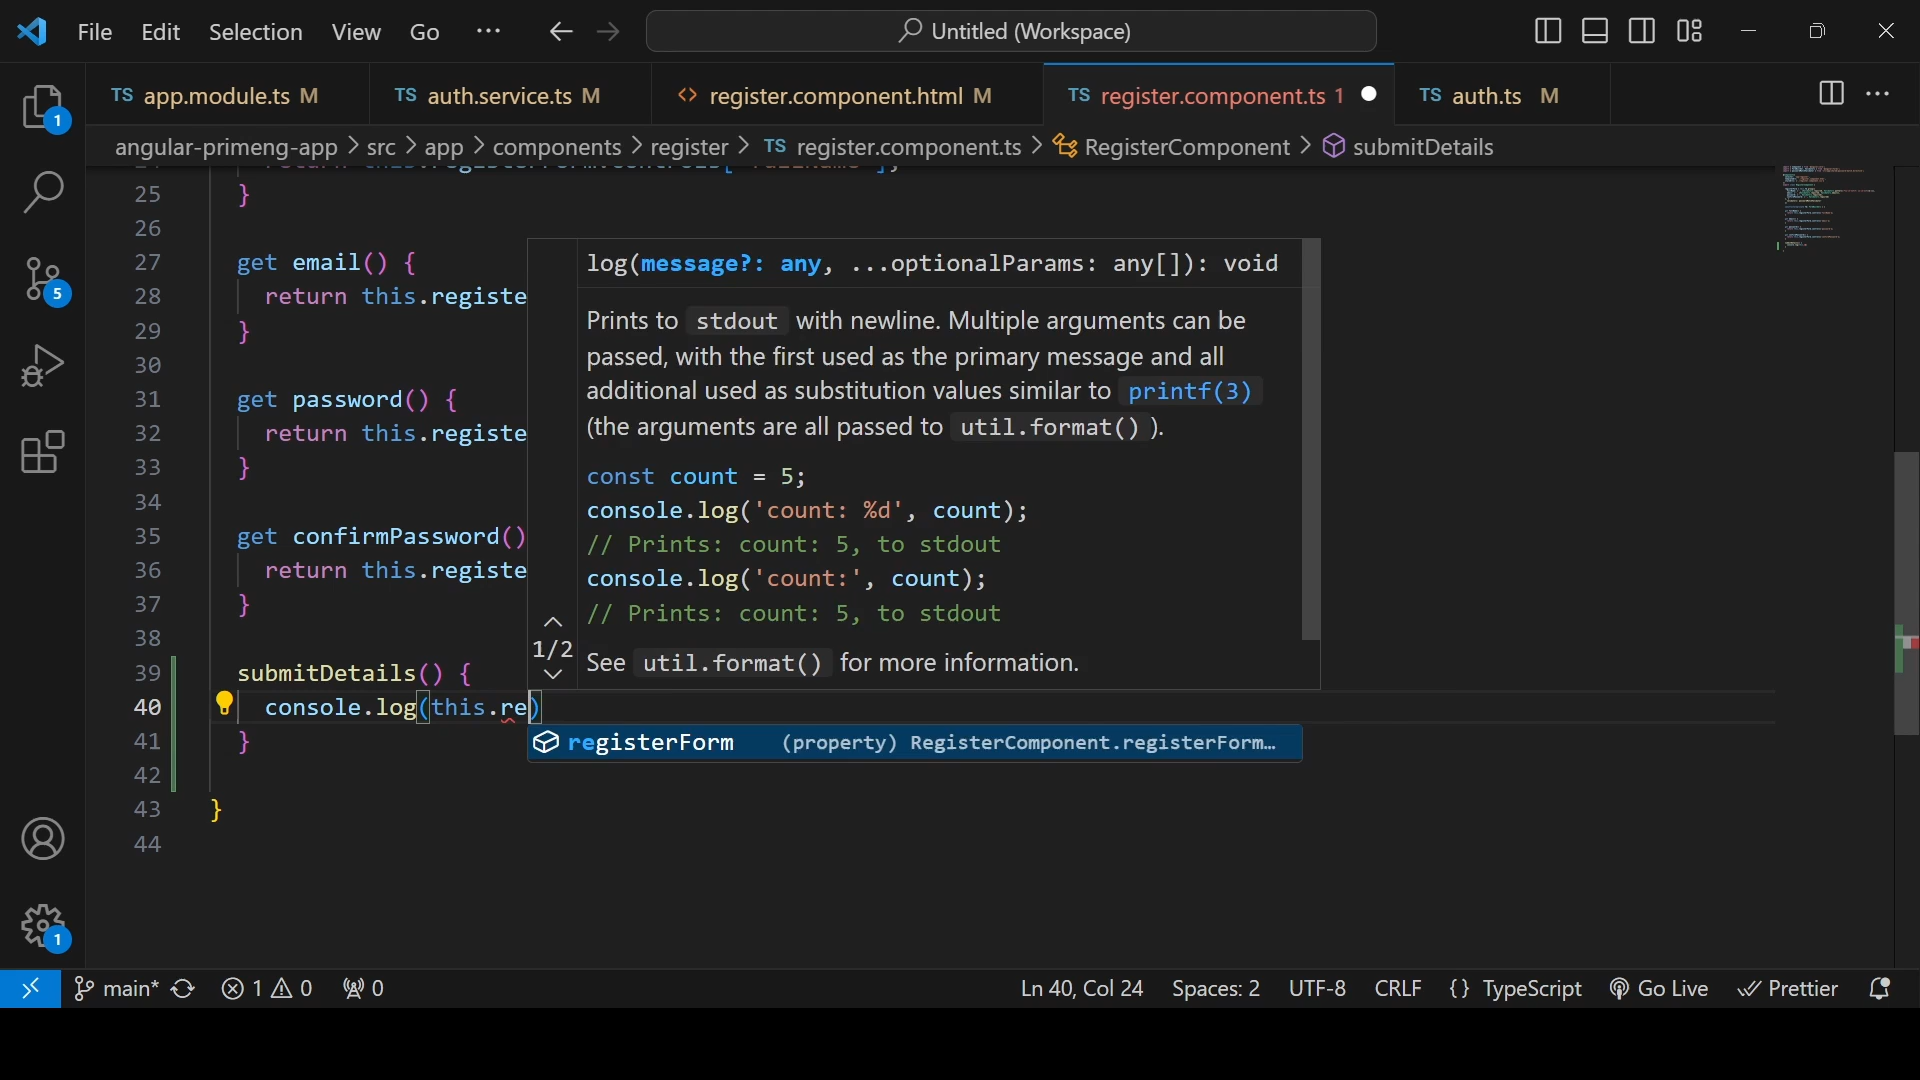 File Edit Selection View Go ··· Untitled (Workspace)
TS app.module.ts M TS auth.service.ts M <> register.component.html M TS register.component.ts 1 TS auth.ts M
angular-primeng-app > src > app > components > register > TS register.component.ts > RegisterComponent > submitDetails
25 }
26
27 get email() {
28 return this.registe
29 }
30
31 get password() {
32 return this.registe
33 }
34
35 get confirmPassword()
36 return this.registe
37 }
38
39 submitDetails() {
40 console.log(this.re)
41 }
42
43 }
44
log(message?: any, ...optionalParams: any[]): void
Prints to stdout with newline. Multiple arguments can be
passed, with the first used as the primary message and all
additional used as substitution values similar to printf(3)
(the arguments are all passed to util.format() ).
const count = 5;
console.log('count: %d', count);
// Prints: count: 5, to stdout
console.log('count:', count);
// Prints: count: 5, to stdout
1/2
See util.format() for more information.
registerForm (property) RegisterComponent.registerForm…
1
5
1
main* 1 0 0 Ln 40, Col 24 Spaces: 2 UTF-8 CRLF {} TypeScript Go Live Prettier